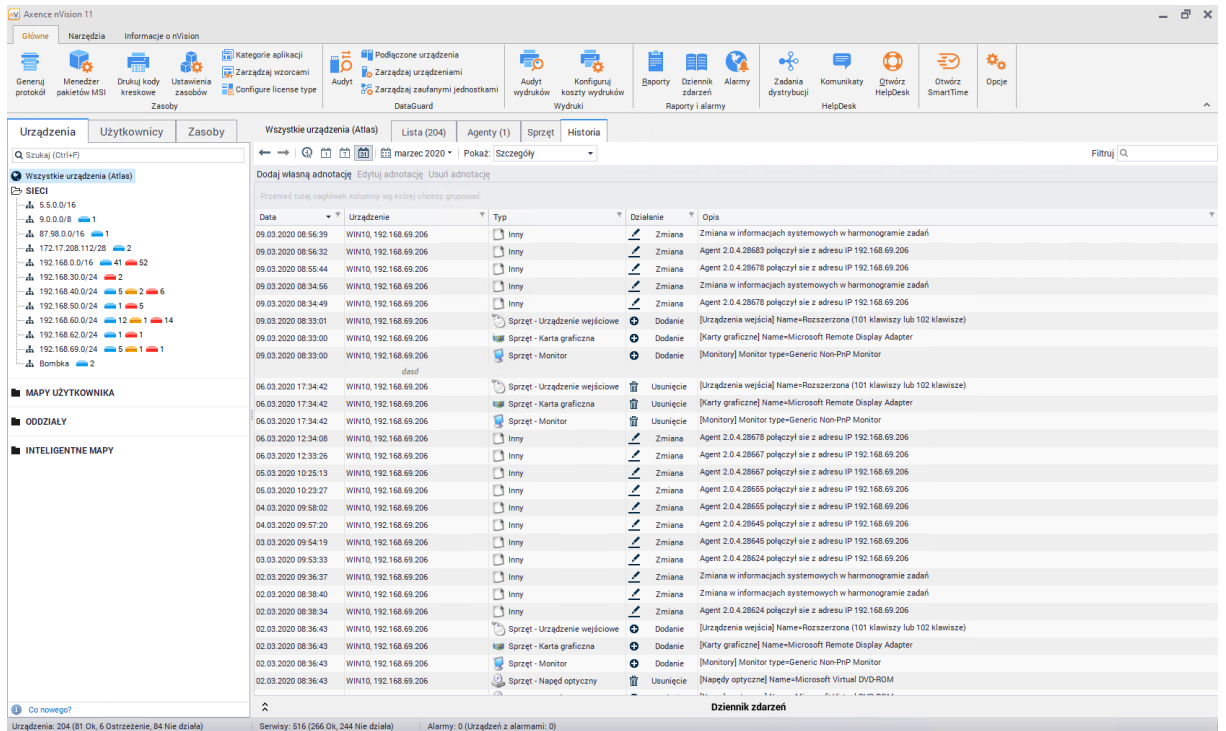 Axence nVision 11
Główne Narzędzia Informacje o nVision
Generuj protokół
Menedżer pakietów MSI
Drukuj kody kreskowe
Ustawienia zasobów
Kategorie aplikacji
Zarządzaj wzorcami
Configure license type
Zasoby
Audyt
Podłączone urządzenia
Zarządzaj urządzeniami
Zarządzaj zaufanymi jednostkami
DataGuard
Audyt wydruków
Konfiguruj koszty wydruków
Wydruki
Raporty
Dziennik zdarzeń
Alarmy
Raporty i alarmy
Zadania dystrybucji
Komunikaty
Otwórz HelpDesk
HelpDesk
Otwórz SmartTime
Opcje
Urządzenia Użytkownicy Zasoby
Szukaj (Ctrl+F)
Wszystkie urządzenia (Atlas)
SIECI
5.5.0.0/16
9.0.0.0/8 1
87.98.0.0/16 1
172.17.208.112/28 2
192.168.0.0/16 41 52
192.168.30.0/24 2
192.168.40.0/24 5 2 6
192.168.50.0/24 1 5
192.168.60.0/24 12 1 14
192.168.62.0/24 1 1
192.168.69.0/24 5 1 1
Bombka 2
MAPY UŻYTKOWNIKA
ODDZIAŁY
INTELIGENTNE MAPY
Co nowego?
Wszystkie urządzenia (Atlas) Lista (204) Agenty (1) Sprzęt Historia
1 7 31 marzec 2020 Pokaż: Szczegóły Filtruj
Dodaj własną adnotację Edytuj adnotację Usuń adnotację
Przenieś tutaj nagłówek kolumny wg której chcesz grupować
Data Urządzenie Typ Działanie Opis
09.03.2020 08:56:39 WIN10, 192.168.69.206 Inny Zmiana Zmiana w informacjach systemowych w harmonogramie zadań
09.03.2020 08:56:32 WIN10, 192.168.69.206 Inny Zmiana Agent 2.0.4.28683 połączył sie z adresu IP 192.168.69.206
09.03.2020 08:55:44 WIN10, 192.168.69.206 Inny Zmiana Agent 2.0.4.28678 połączył sie z adresu IP 192.168.69.206
09.03.2020 08:34:56 WIN10, 192.168.69.206 Inny Zmiana Zmiana w informacjach systemowych w harmonogramie zadań
09.03.2020 08:34:49 WIN10, 192.168.69.206 Inny Zmiana Agent 2.0.4.28678 połączył sie z adresu IP 192.168.69.206
09.03.2020 08:33:01 WIN10, 192.168.69.206 Sprzęt - Urządzenie wejściowe Dodanie [Urządzenia wejścia] Name=Rozszerzona (101 klawiszy lub 102 klawisze)
09.03.2020 08:33:00 WIN10, 192.168.69.206 Sprzęt - Karta graficzna Dodanie [Karty graficzne] Name=Microsoft Remote Display Adapter
09.03.2020 08:33:00 WIN10, 192.168.69.206 Sprzęt - Monitor Dodanie [Monitory] Monitor type=Generic Non-PnP Monitor
dasd
06.03.2020 17:34:42 WIN10, 192.168.69.206 Sprzęt - Urządzenie wejściowe Usunięcie [Urządzenia wejścia] Name=Rozszerzona (101 klawiszy lub 102 klawisze)
06.03.2020 17:34:42 WIN10, 192.168.69.206 Sprzęt - Karta graficzna Usunięcie [Karty graficzne] Name=Microsoft Remote Display Adapter
06.03.2020 17:34:42 WIN10, 192.168.69.206 Sprzęt - Monitor Usunięcie [Monitory] Monitor type=Generic Non-PnP Monitor
06.03.2020 12:34:08 WIN10, 192.168.69.206 Inny Zmiana Agent 2.0.4.28678 połączył sie z adresu IP 192.168.69.206
06.03.2020 12:33:26 WIN10, 192.168.69.206 Inny Zmiana Agent 2.0.4.28667 połączył sie z adresu IP 192.168.69.206
05.03.2020 10:25:13 WIN10, 192.168.69.206 Inny Zmiana Agent 2.0.4.28667 połączył sie z adresu IP 192.168.69.206
05.03.2020 10:23:27 WIN10, 192.168.69.206 Inny Zmiana Agent 2.0.4.28655 połączył sie z adresu IP 192.168.69.206
04.03.2020 09:58:02 WIN10, 192.168.69.206 Inny Zmiana Agent 2.0.4.28655 połączył sie z adresu IP 192.168.69.206
04.03.2020 09:57:20 WIN10, 192.168.69.206 Inny Zmiana Agent 2.0.4.28645 połączył sie z adresu IP 192.168.69.206
03.03.2020 09:54:19 WIN10, 192.168.69.206 Inny Zmiana Agent 2.0.4.28645 połączył sie z adresu IP 192.168.69.206
03.03.2020 09:53:33 WIN10, 192.168.69.206 Inny Zmiana Agent 2.0.4.28624 połączył sie z adresu IP 192.168.69.206
02.03.2020 09:36:37 WIN10, 192.168.69.206 Inny Zmiana Zmiana w informacjach systemowych w harmonogramie zadań
02.03.2020 08:38:40 WIN10, 192.168.69.206 Inny Zmiana Zmiana w informacjach systemowych w harmonogramie zadań
02.03.2020 08:38:34 WIN10, 192.168.69.206 Inny Zmiana Agent 2.0.4.28624 połączył sie z adresu IP 192.168.69.206
02.03.2020 08:36:43 WIN10, 192.168.69.206 Sprzęt - Urządzenie wejściowe Dodanie [Urządzenia wejścia] Name=Rozszerzona (101 klawiszy lub 102 klawisze)
02.03.2020 08:36:43 WIN10, 192.168.69.206 Sprzęt - Karta graficzna Dodanie [Karty graficzne] Name=Microsoft Remote Display Adapter
02.03.2020 08:36:43 WIN10, 192.168.69.206 Sprzęt - Monitor Dodanie [Monitory] Monitor type=Generic Non-PnP Monitor
02.03.2020 08:36:43 WIN10, 192.168.69.206 Sprzęt - Napęd optyczny Usunięcie [Napędy optyczne] Name=Microsoft Virtual DVD-ROM
Dziennik zdarzeń
Urządzenia: 204 (81 Ok, 6 Ostrzeżenie, 84 Nie działa) Serwisy: 516 (266 Ok, 244 Nie działa) Alarmy: 0 (Urządzeń z alarmami: 0)